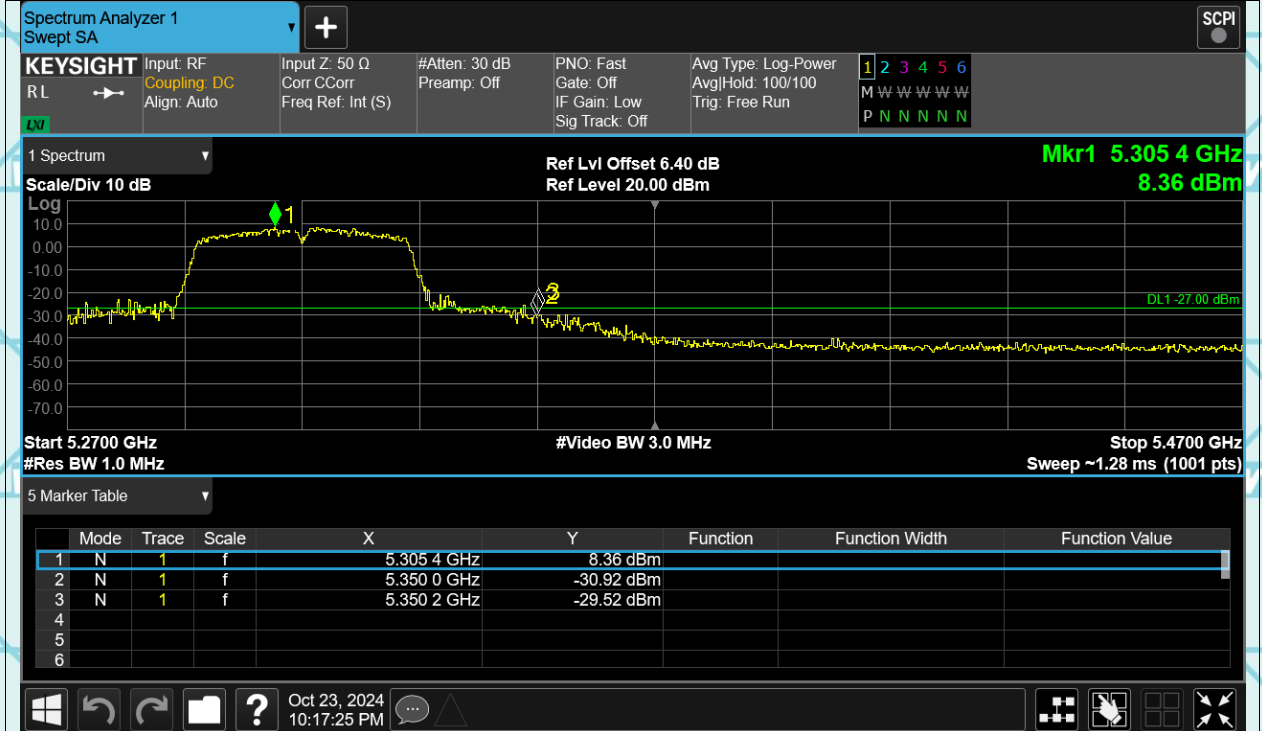 Spectrum Analyzer 1
Swept SA
SCPI
KEYSIGHT
R L
LXI
Input: RF
Coupling: DC
Align: Auto
Input Z: 50 Ω
Corr CCorr
Freq Ref: Int (S)
#Atten: 30 dB
Preamp: Off
PNO: Fast
Gate: Off
IF Gain: Low
Sig Track: Off
Avg Type: Log-Power
Avg|Hold: 100/100
Trig: Free Run
1 2 3 4 5 6
M W W W W W W
P N N N N N N
1 Spectrum
Scale/Div 10 dB
Ref Lvl Offset 6.40 dB
Ref Level 20.00 dBm
Mkr1 5.305 4 GHz
8.36 dBm
Log
10.0
0.00
-10.0
-20.0
-30.0
-40.0
-50.0
-60.0
-70.0
1
2
3
DL1 -27.00 dBm
Start 5.2700 GHz
#Res BW 1.0 MHz
#Video BW 3.0 MHz
Stop 5.4700 GHz
Sweep ~1.28 ms (1001 pts)
5 Marker Table
Mode Trace Scale X Y Function Function Width Function Value
1 N 1 f 5.305 4 GHz 8.36 dBm
2 N 1 f 5.350 0 GHz -30.92 dBm
3 N 1 f 5.350 2 GHz -29.52 dBm
4
5
6
?
Oct 23, 2024
10:17:25 PM